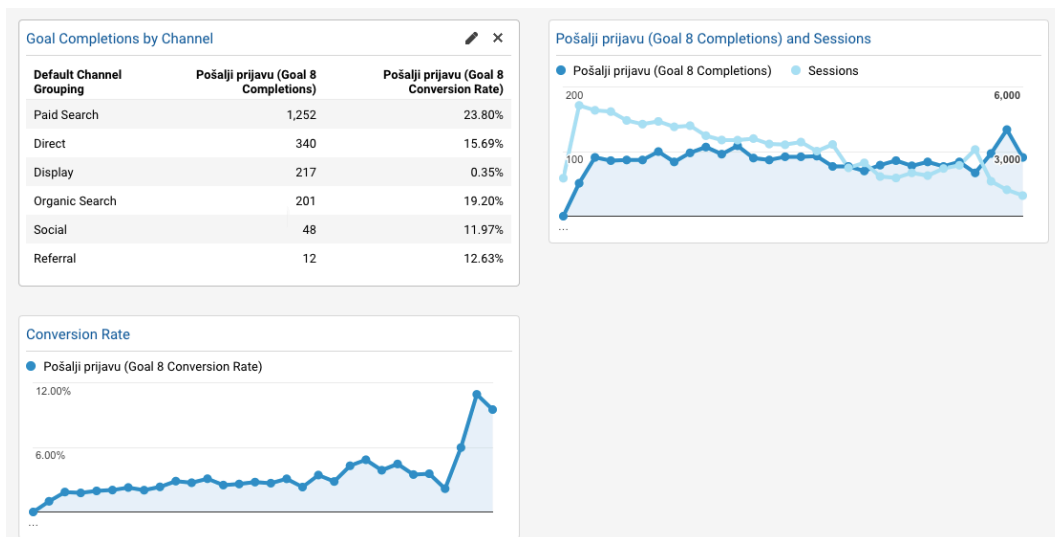 Goal Completions by Channel
Default Channel Grouping
Pošalji prijavu (Goal 8 Completions)
Pošalji prijavu (Goal 8 Conversion Rate)
Paid Search 1,252 23.80%
Direct 340 15.69%
Display 217 0.35%
Organic Search 201 19.20%
Social 48 11.97%
Referral 12 12.63%
Pošalji prijavu (Goal 8 Completions) and Sessions
Pošalji prijavu (Goal 8 Completions) Sessions
200 6,000
100 3,000
...
Conversion Rate
Pošalji prijavu (Goal 8 Conversion Rate)
12.00%
6.00%
...